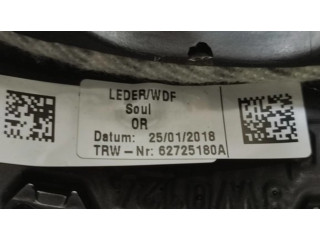 LEDER/WDF
Soul
OR
Datum: 25/01/2018
TRW-Nr: 62725180A